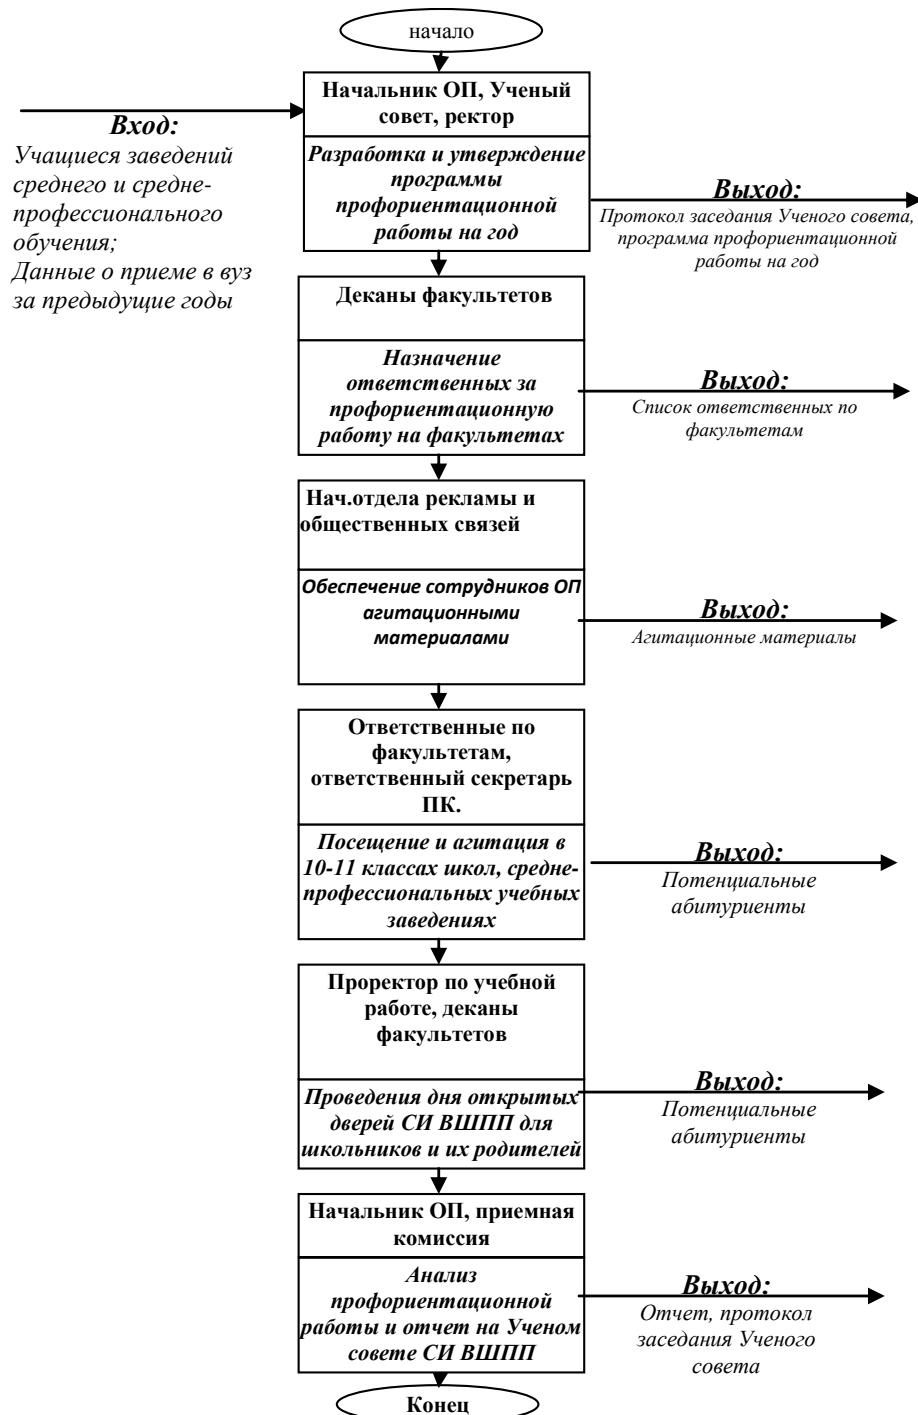 начало
Начальник ОП, Ученый
совет, ректор
Вход:
Учащиеся заведений
среднего и средне-
профессионального
обучения;
Данные о приеме в вуз
за предыдущие годы
Разработка и утверждение
программы
профориентационной
работы на год
Выход:
Протокол заседания Ученого совета,
программа профориентационной
работы на год
Деканы факультетов
Назначение
ответственных за
профориентационную
работу на факультетах
Выход:
Список ответственных по
факультетам
Нач.отдела рекламы и
общественных связей
Обеспечение сотрудников ОП
агитационными
материалами
Выход:
Агитационные материалы
Ответственные по
факультетам,
ответственный секретарь
ПК.
Посещение и агитация в
10-11 классах школ, средне-
профессиональных учебных
заведениях
Выход:
Потенциальные
абитуриенты
Проректор по учебной
работе, деканы
факультетов
Проведения дня открытых
дверей СИ ВШПП для
школьников и их родителей
Выход:
Потенциальные
абитуриенты
Начальник ОП, приемная
комиссия
Анализ
профориентационной
работы и отчет на Ученом
совете СИ ВШПП
Выход:
Отчет, протокол
заседания Ученого
совета
Конец